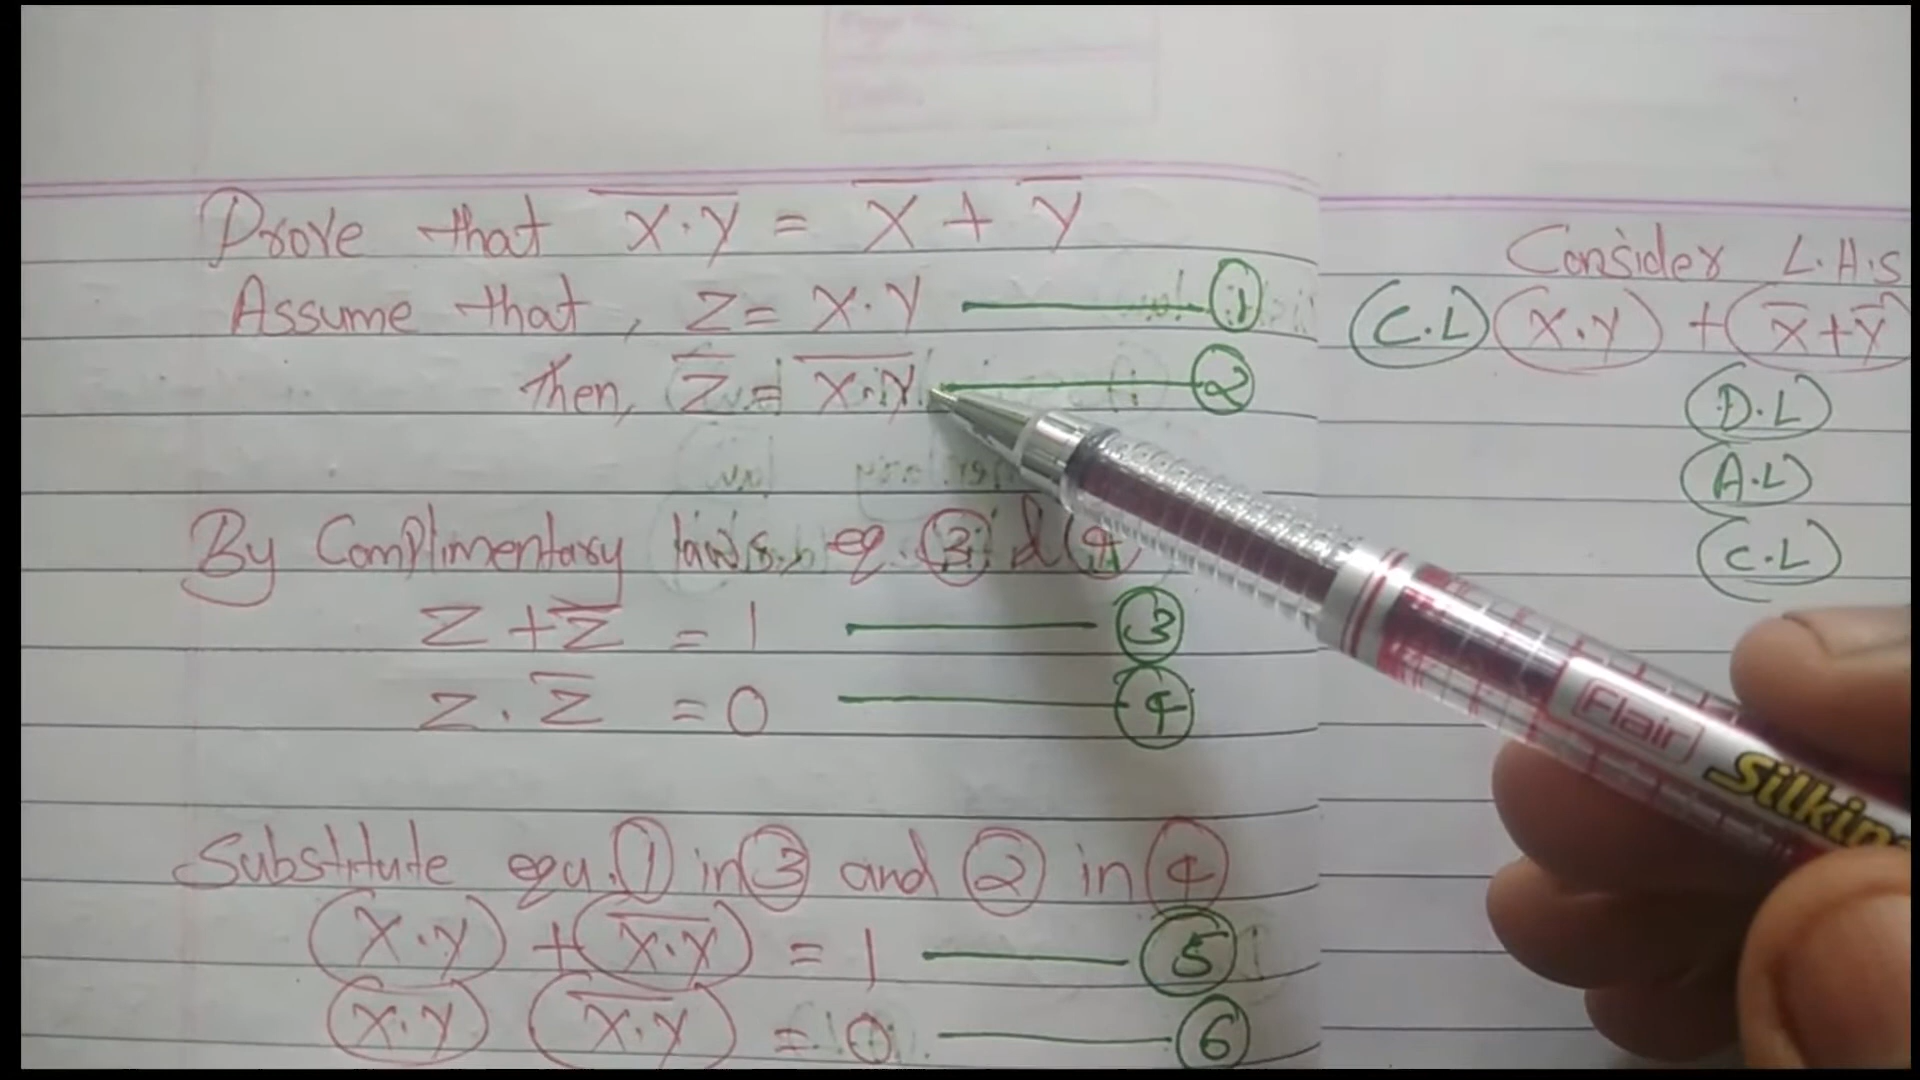 Prove that X̅·̅Y̅ = X̅ + Y̅
Assume that, Z = X·Y ①
Then, Z̅ = X̅·̅Y̅ ②
By Complimentary laws, eq ③ & ④
Z + Z̅ = 1 ③
Z . Z̅ = 0 ④
Substitute equ. ① in ③ and ② in ④
(X·Y) + (X̅·̅Y̅) = 1 ⑤
(X·Y) (X̅·̅Y̅) = 0 ⑥
Consider L.H.S
C.L (X·Y) + (X̅+Y̅
D.L
A.L
C.L
Flair